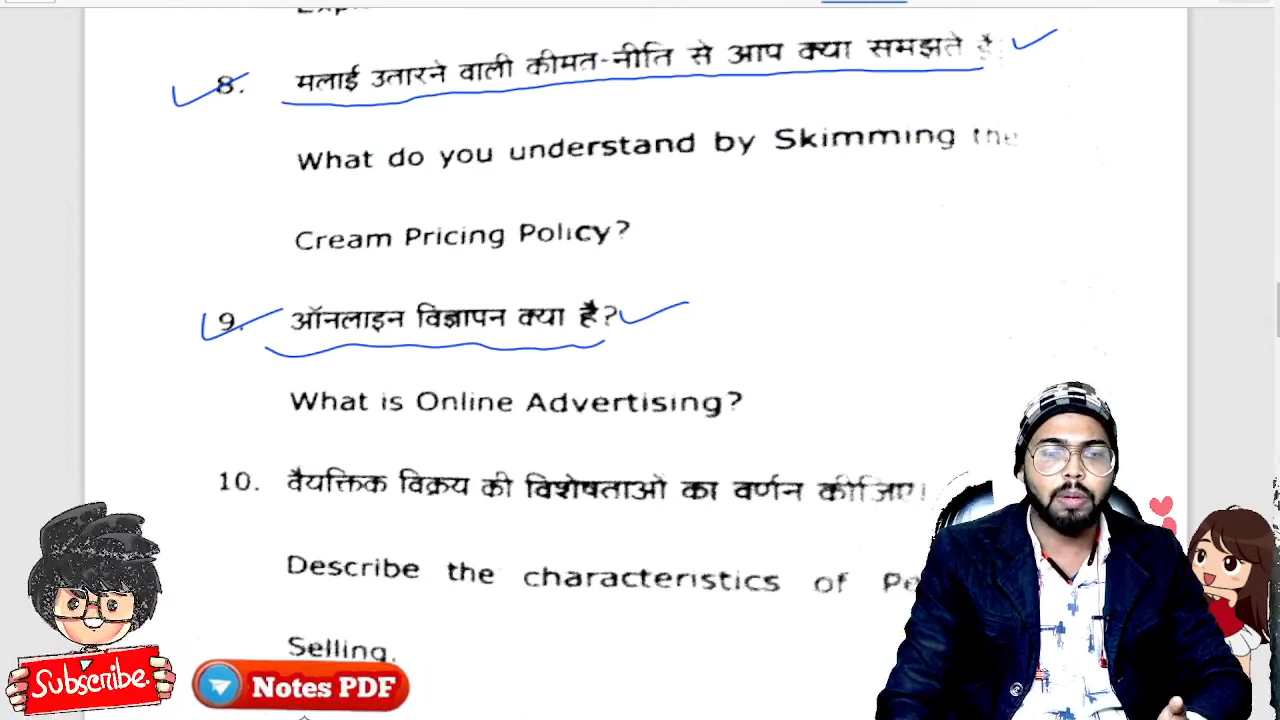 8. मलाई उतारने वाली कीमत-नीति से आप क्या समझते है
What do you understand by Skimming the
Cream Pricing Policy?
9. ऑनलाइन विज्ञापन क्या है?
What is Online Advertising?
10. वैयक्तिक विक्रय की विशेषताओं का वर्णन कीजिए।
Describe the characteristics of
Selling.
Subscribe.
Notes PDF